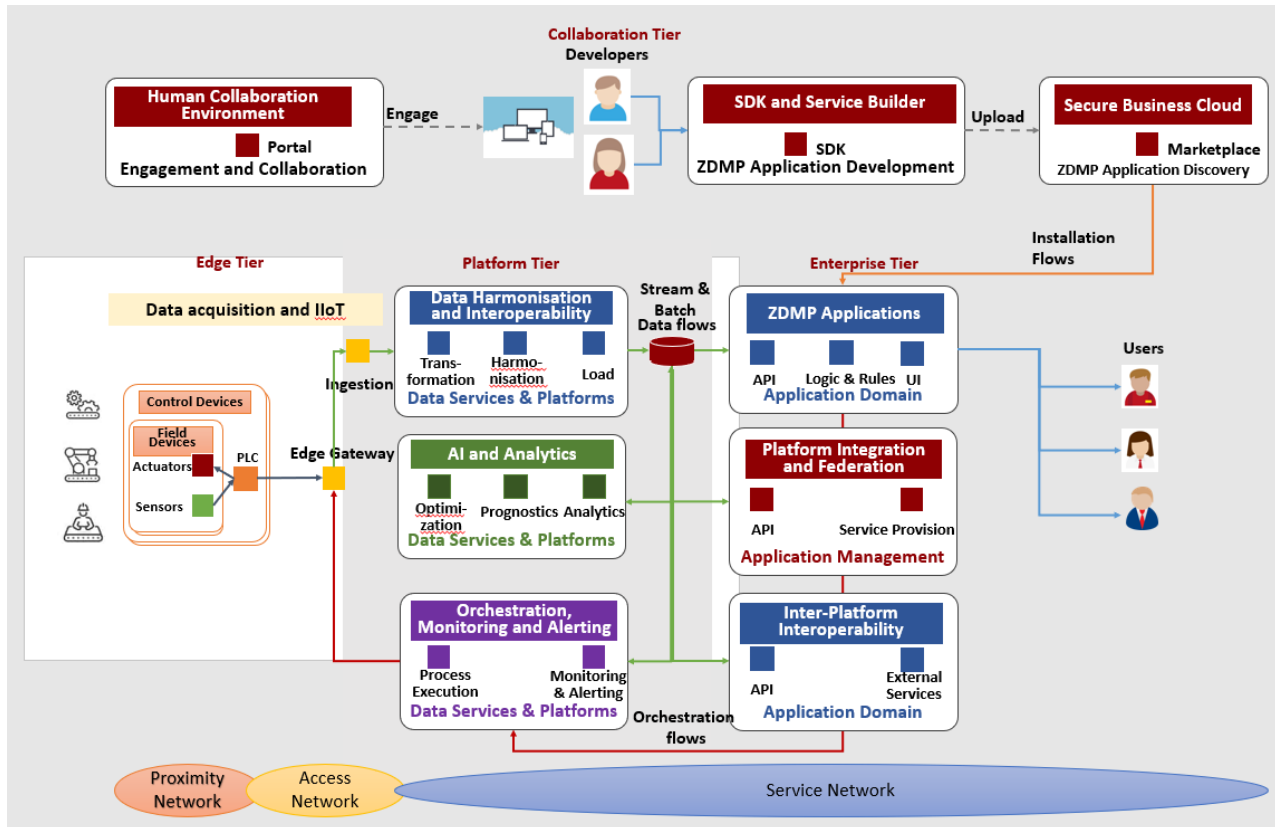 Collaboration Tier
Developers
Human Collaboration
Environment
Portal
Engagement and Collaboration
Engage
SDK and Service Builder
SDK
ZDMP Application Development
Upload
Secure Business Cloud
Marketplace
ZDMP Application Discovery
Installation
Flows
Edge Tier
Platform Tier
Enterprise Tier
Data acquisition and IIoT
Ingestion
Control Devices
Field
Devices
Actuators
PLC
Sensors
Edge Gateway
Data Harmonisation
and Interoperability
Trans-
formation
Harmo-
nisation
Load
Data Services & Platforms
Stream &
Batch
Data flows
ZDMP Applications
API
Logic & Rules
UI
Application Domain
Users
AI and Analytics
Optimi-
zation
Prognostics
Analytics
Data Services & Platforms
Platform Integration
and Federation
API
Service Provision
Application Management
Orchestration,
Monitoring and Alerting
Process
Execution
Monitoring
& Alerting
Data Services & Platforms
Inter-Platform
Interoperability
API
External
Services
Application Domain
Orchestration
flows
Proximity
Network
Access
Network
Service Network